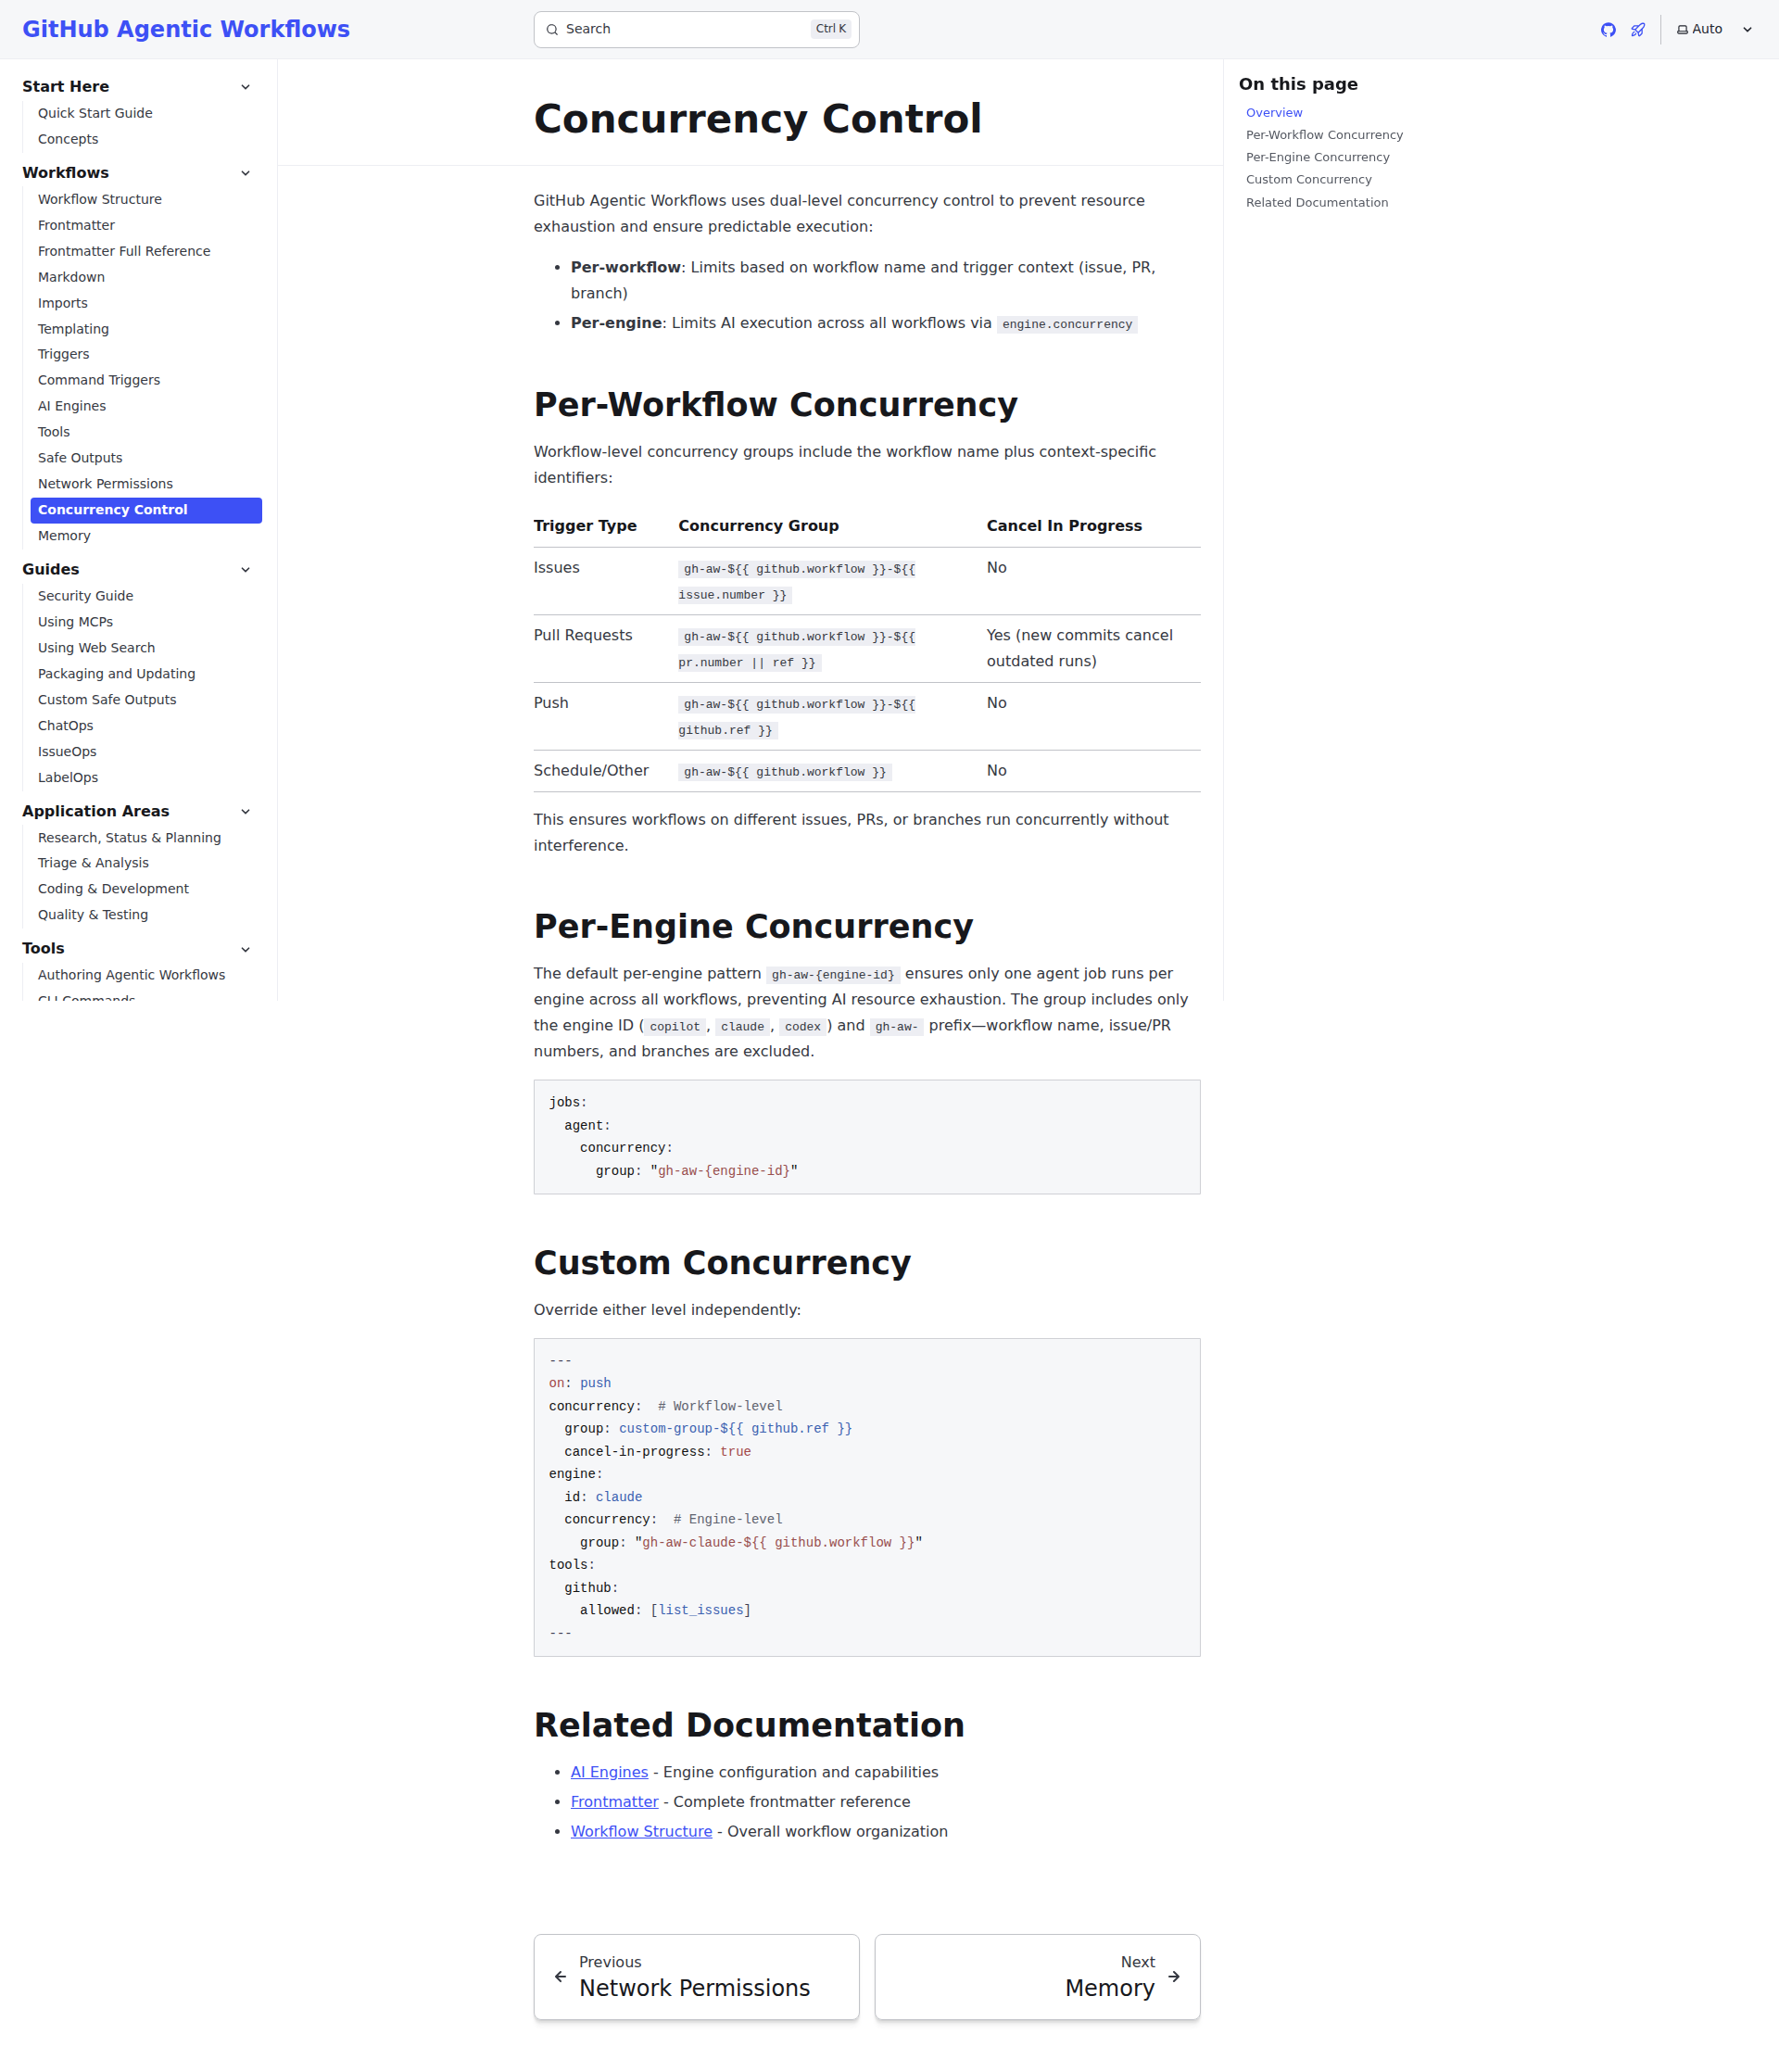 GitHub Agentic Workflows
Search
Ctrl K
Auto
Start Here
Quick Start Guide
Concepts
Workflows
Workflow Structure
Frontmatter
Frontmatter Full Reference
Markdown
Imports
Templating
Triggers
Command Triggers
AI Engines
Tools
Safe Outputs
Network Permissions
Concurrency Control
Memory
Guides
Security Guide
Using MCPs
Using Web Search
Packaging and Updating
Custom Safe Outputs
ChatOps
IssueOps
LabelOps
Application Areas
Research, Status & Planning
Triage & Analysis
Coding & Development
Quality & Testing
Tools
Authoring Agentic Workflows
CLI Commands
Concurrency Control
GitHub Agentic Workflows uses dual-level concurrency control to prevent resource
exhaustion and ensure predictable execution:
• Per-workflow: Limits based on workflow name and trigger context (issue, PR,
branch)
• Per-engine: Limits AI execution across all workflows via engine.concurrency
Per-Workflow Concurrency
Workflow-level concurrency groups include the workflow name plus context-specific
identifiers:
Trigger Type Concurrency Group Cancel In Progress
Issues gh-aw-${{ github.workflow }}-${{ No
issue.number }}
Pull Requests gh-aw-${{ github.workflow }}-${{ Yes (new commits cancel
pr.number || ref }} outdated runs)
Push gh-aw-${{ github.workflow }}-${{ No
github.ref }}
Schedule/Other gh-aw-${{ github.workflow }} No
This ensures workflows on different issues, PRs, or branches run concurrently without
interference.
Per-Engine Concurrency
The default per-engine pattern gh-aw-{engine-id} ensures only one agent job runs per
engine across all workflows, preventing AI resource exhaustion. The group includes only
the engine ID (copilot, claude, codex) and gh-aw- prefix—workflow name, issue/PR
numbers, and branches are excluded.
jobs:
  agent:
    concurrency:
      group: "gh-aw-{engine-id}"
Custom Concurrency
Override either level independently:
---
on: push
concurrency:  # Workflow-level
  group: custom-group-${{ github.ref }}
  cancel-in-progress: true
engine:
  id: claude
  concurrency:  # Engine-level
    group: "gh-aw-claude-${{ github.workflow }}"
tools:
  github:
    allowed: [list_issues]
---
Related Documentation
• AI Engines - Engine configuration and capabilities
• Frontmatter - Complete frontmatter reference
• Workflow Structure - Overall workflow organization
Previous
Network Permissions
Next
Memory
On this page
Overview
Per-Workflow Concurrency
Per-Engine Concurrency
Custom Concurrency
Related Documentation